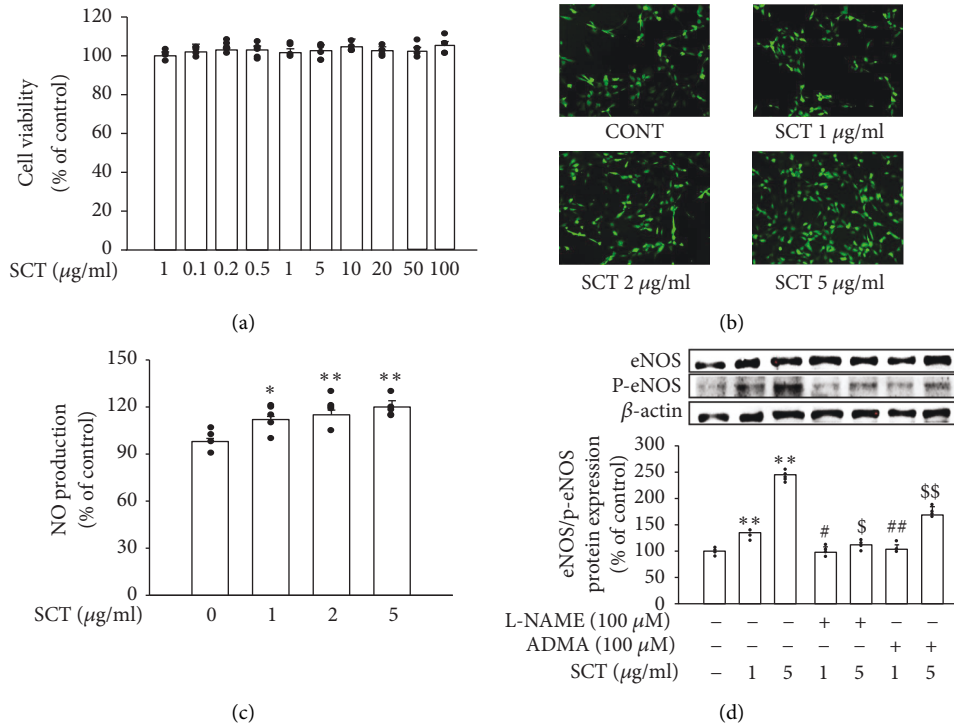 120
100
80
60
40
20
0
Cell viability
(% of control)
SCT (μg/ml) 1 0.1 0.2 0.5 1 5 10 20 50 100
(a)
CONT
SCT 1 μg/ml
SCT 2 μg/ml
SCT 5 μg/ml
(b)
150
120
90
60
30
NO production
(% of control)
* ** **
SCT (μg/ml) 0 1 2 5
(c)
eNOS
P-eNOS
β-actin
300
250
200
150
100
50
0
eNOS/p-eNOS
protein expression
(% of control)
** ** # $ ## $$
L-NAME (100 μM) − − − + + − −
ADMA (100 μM) − − − − − + +
SCT (μg/ml) − 1 5 1 5 1 5
(d)